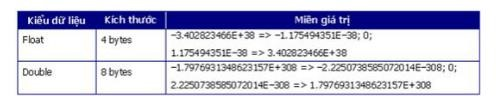 Kiểu dữ liệu Kích thước Miền giá trị
Float 4 bytes −3.402823466E+38 => −1.175494351E−38; 0;
1.175494351E−38 => 3.402823466E+38
Double 8 bytes −1.7976931348623157E+308 => −2.2250738585072014E−308; 0;
2.2250738585072014E−308 => 1.7976931348623157E+308